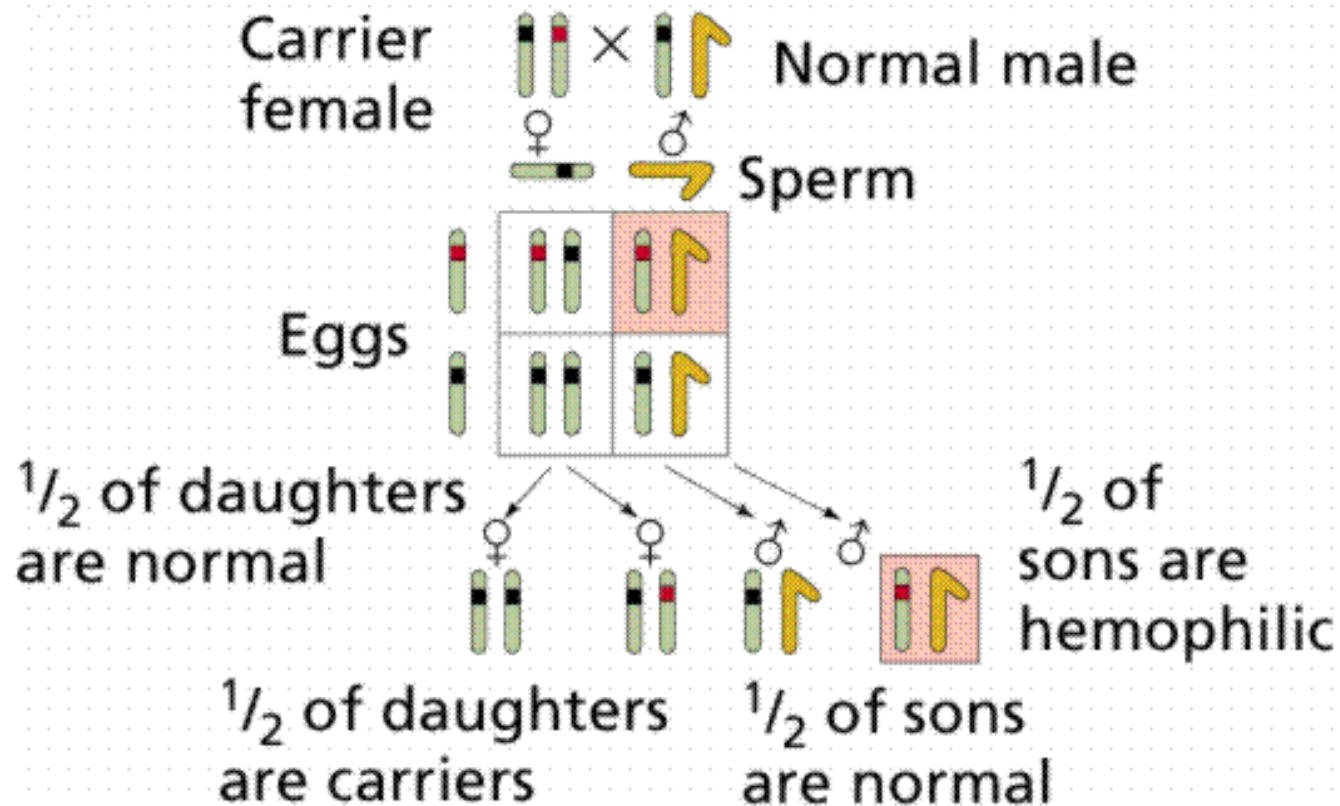 Carrier
female
Normal male
Sperm
Eggs
1/2 of daughters
are normal
1/2 of
sons are
hemophilic
1/2 of daughters
are carriers
1/2 of sons
are normal